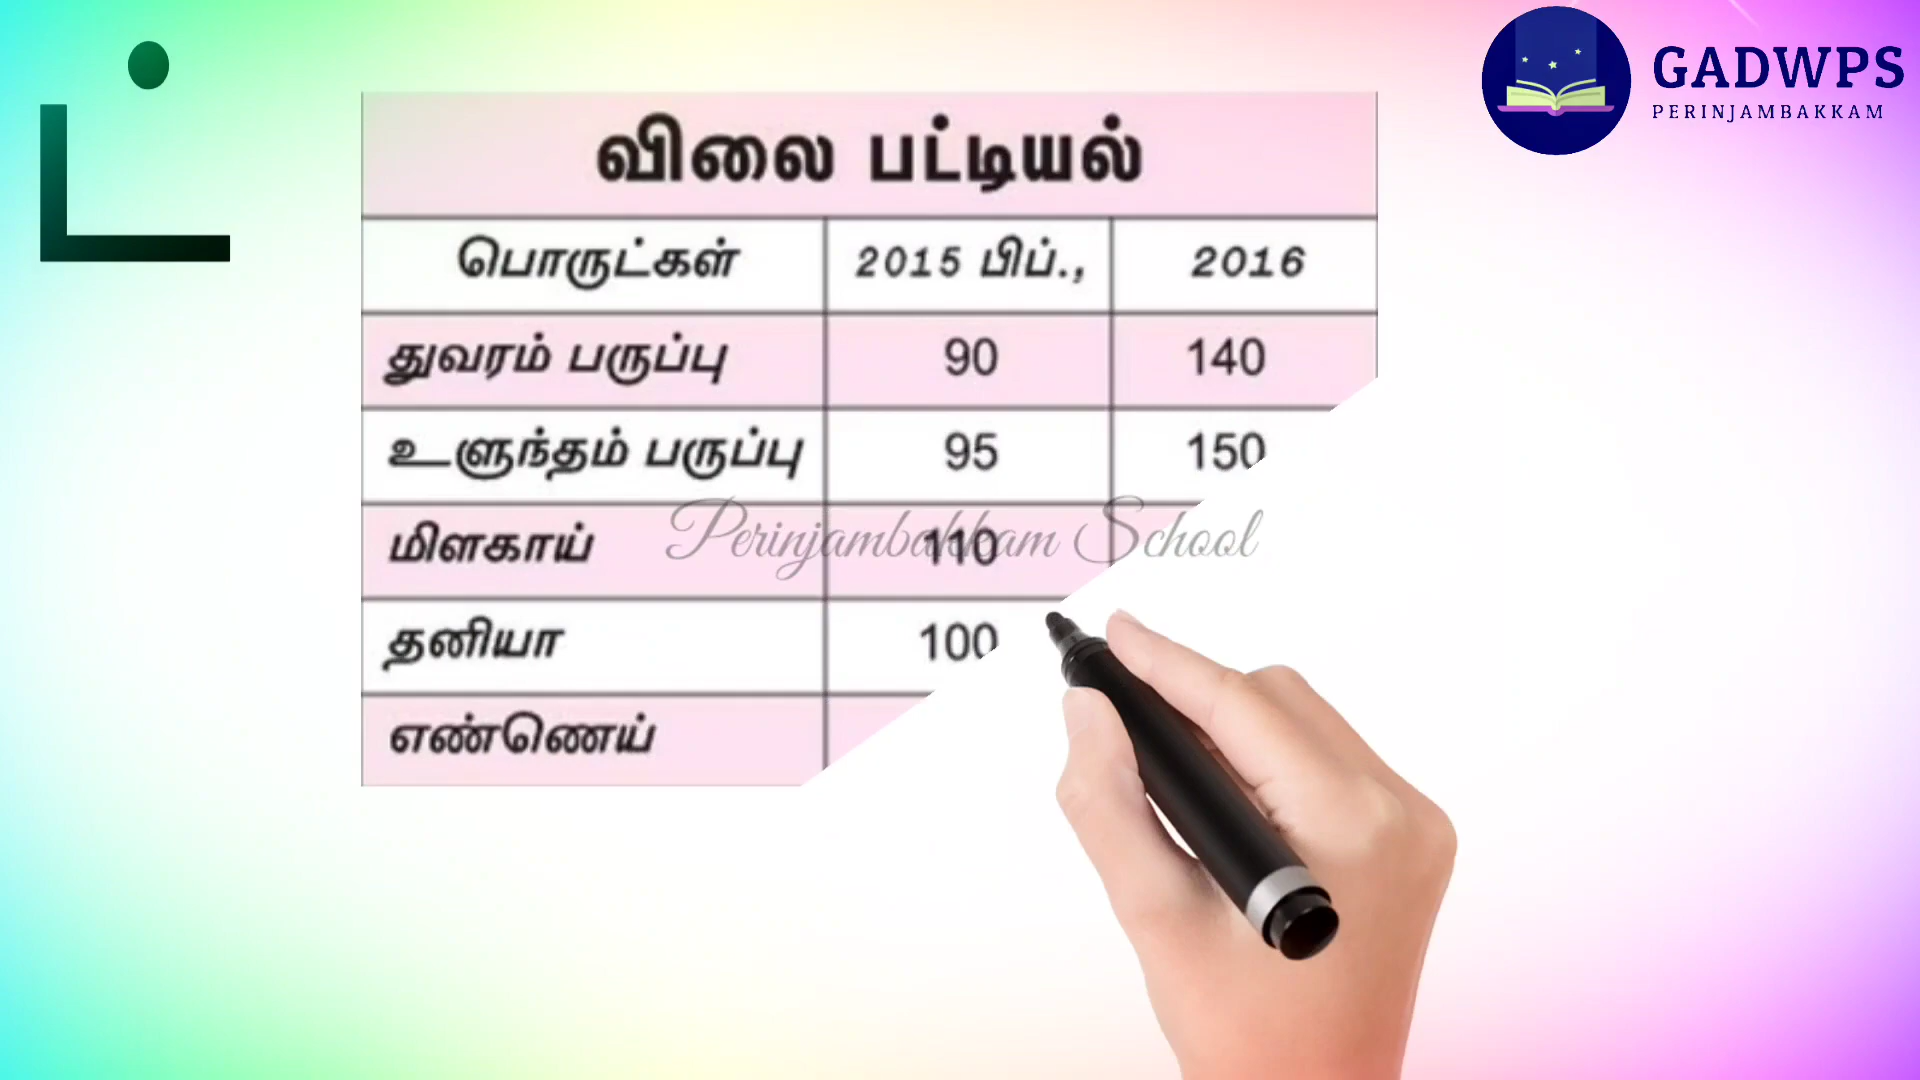 ட்
GADWPS
PERINJAMBAKKAM
விலை பட்டியல்
பொருட்கள் 2015 பிப்., 2016
துவரம் பருப்பு 90 140
உளுந்தம் பருப்பு 95 150
மிளகாய் 110
Perinjambakkam School
தனியா 100
எண்ணெய்